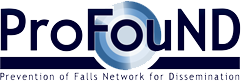 ProFouND
Prevention of Falls Network for Dissemination